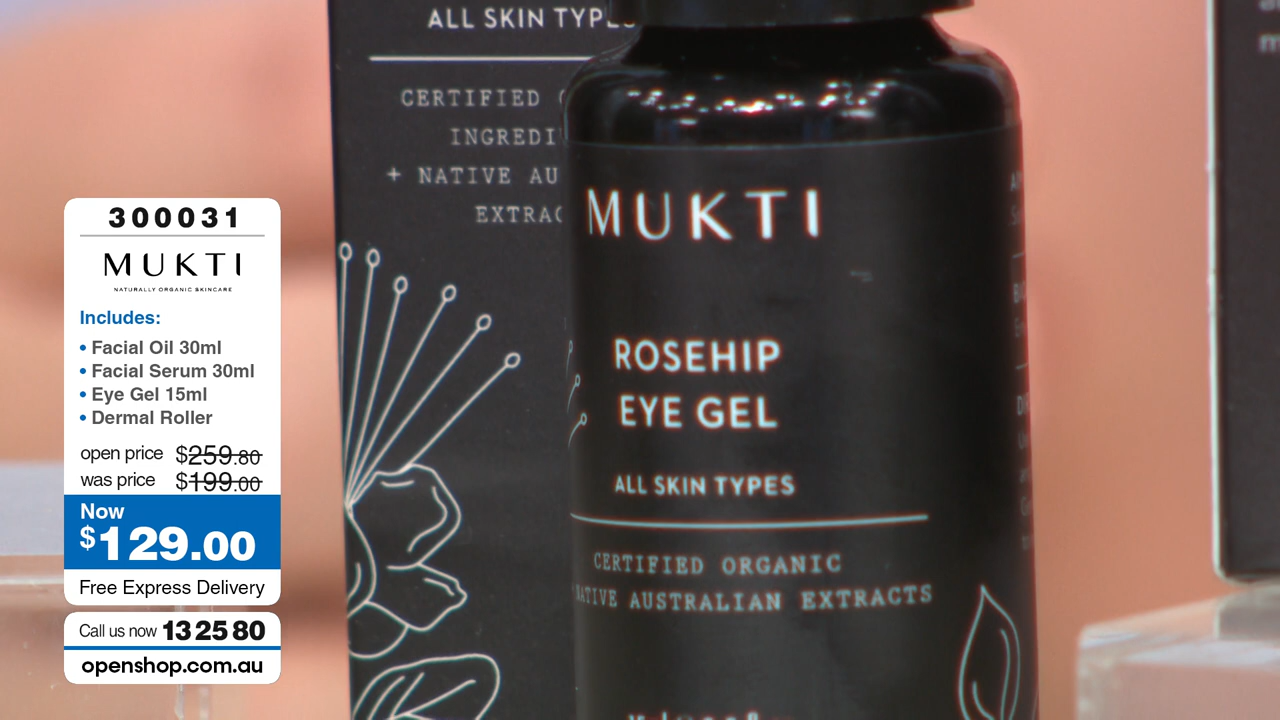 300031
MUKTI
NATURALLY ORGANIC SKINCARE
Includes:
• Facial Oil 30ml
• Facial Serum 30ml
• Eye Gel 15ml
• Dermal Roller
open price $259.80
was price $199.00
Now
$129.00
Free Express Delivery
Call us now 13 25 80
openshop.com.au
ALL SKIN TYPES
CERTIFIED
INGREDI
+ NATIVE AU
EXTRAC
MUKTI
ROSEHIP
EYE GEL
ALL SKIN TYPES
CERTIFIED ORGANIC
NATIVE AUSTRALIAN EXTRACTS